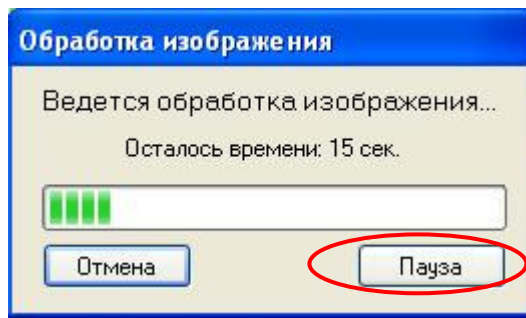 Обработка изображения
Ведется обработка изображения...
Осталось времени: 15 сек.
Отмена
Пауза